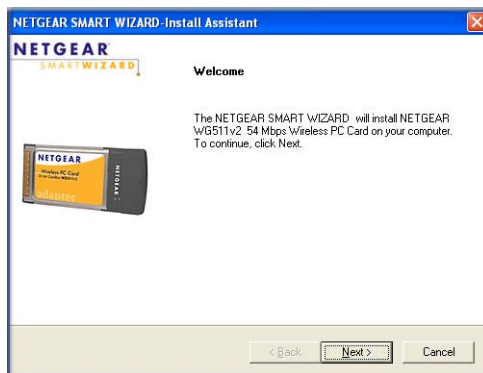 NETGEAR SMART WIZARD-Install Assistant
NETGEAR
SMARTWIZARD
Welcome
The NETGEAR SMART WIZARD will install NETGEAR
WG511v2 54 Mbps Wireless PC Card on your computer.
To continue, click Next.
NETGEAR
Wireless PC Card
adapter
NETGEAR
< Back
Next >
Cancel